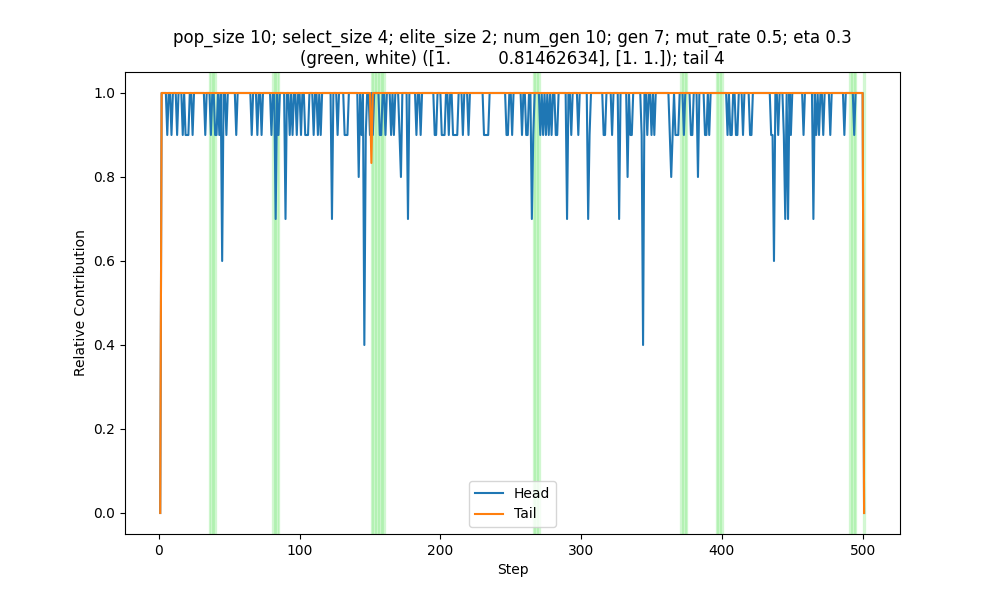 pop_size 10; select_size 4; elite_size 2; num_gen 10; gen 7; mut_rate 0.5; eta 0.3
(green, white) ([1.          0.81462634], [1. 1.]); tail 4
1.0
0.8
0.6
0.4
0.2
0.0
Relative Contribution
Head
Tail
0
100
200
300
400
500
Step